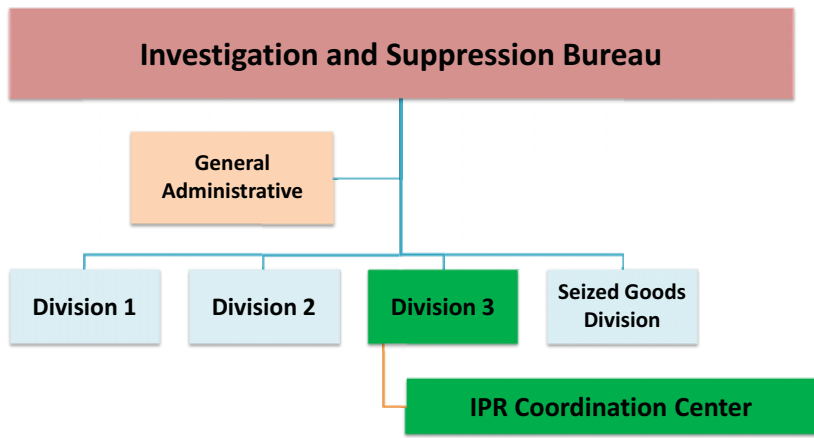 Investigation and Suppression Bureau
General
Administrative
Division 1
Division 2
Division 3
Seized Goods
Division
IPR Coordination Center